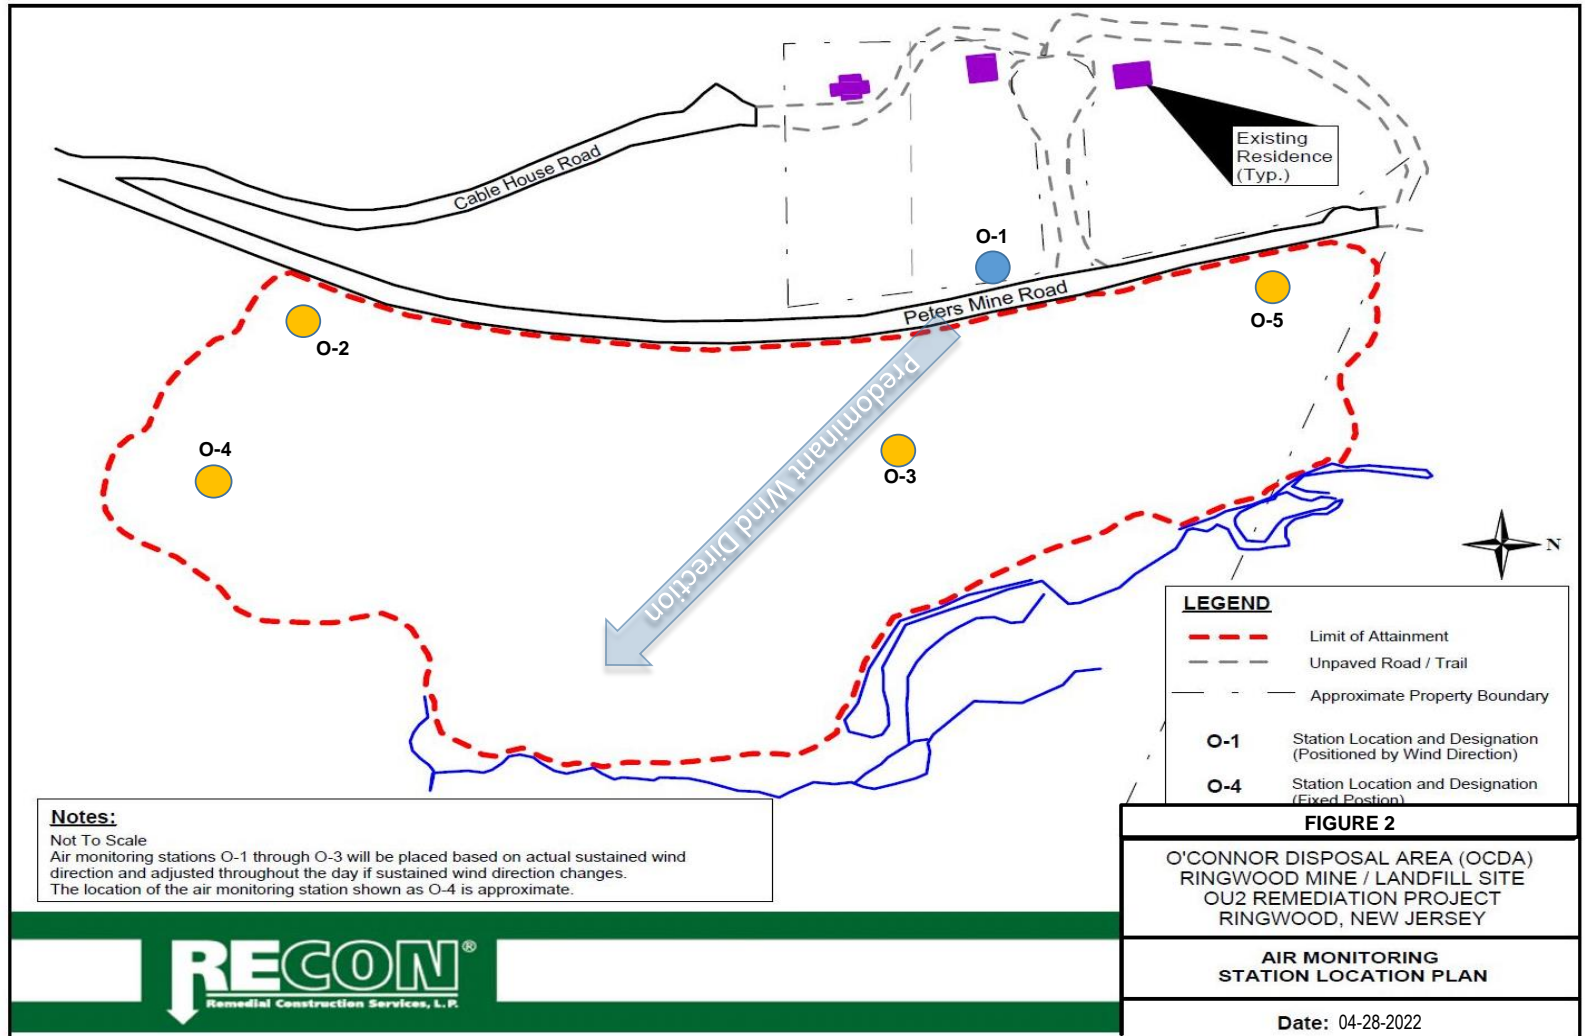 Cable House Road
Existing
Residence
(Typ.)
O-1
Peters Mine Road
O-5
O-2
Predominant Wind Direction
O-4
O-3
N
LEGEND
Limit of Attainment
Unpaved Road / Trail
Approximate Property Boundary
O-1 Station Location and Designation
(Positioned by Wind Direction)
O-4 Station Location and Designation
(Fixed Postion)
Notes:
Not To Scale
Air monitoring stations O-1 through O-3 will be placed based on actual sustained wind
direction and adjusted throughout the day if sustained wind direction changes.
The location of the air monitoring station shown as O-4 is approximate.
FIGURE 2
O'CONNOR DISPOSAL AREA (OCDA)
RINGWOOD MINE / LANDFILL SITE
OU2 REMEDIATION PROJECT
RINGWOOD, NEW JERSEY
AIR MONITORING
STATION LOCATION PLAN
Date: 04-28-2022
RECON®
Remedial Construction Services, L.P.